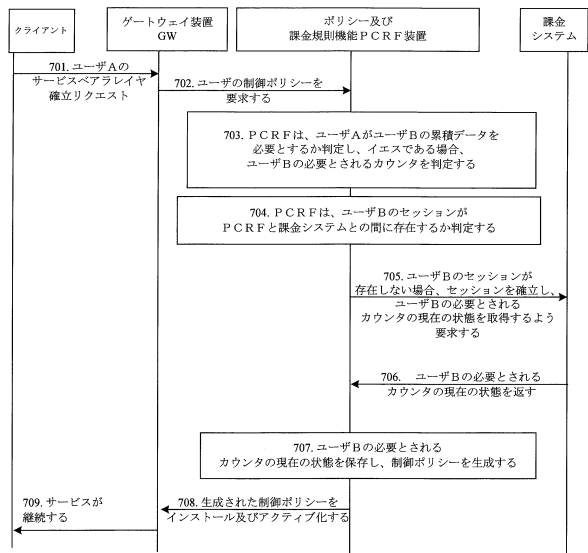 クライアント
ゲートウェイ装置
GW
ポリシー及び
課金規則機能PCRF装置
課金
システム
701. ユーザAの
サービスベアラレイヤ
確立リクエスト
702. ユーザの制御ポリシーを
要求する
703. PCRFは、ユーザAがユーザBの累積データを
必要とするか判定し、イエスである場合、
ユーザBの必要とされるカウンタを判定する
704. PCRFは、ユーザBのセッションが
PCRFと課金システムとの間に存在するか判定する
705. ユーザBのセッションが
存在しない場合、セッションを確立し、
ユーザBの必要とされる
カウンタの現在の状態を取得するよう
要求する
706. ユーザBの必要とされる
カウンタの現在の状態を返す
707. ユーザBの必要とされる
カウンタの現在の状態を保存し、制御ポリシーを生成する
708. 生成された制御ポリシーを
インストール及びアクティブ化する
709. サービスが
継続する